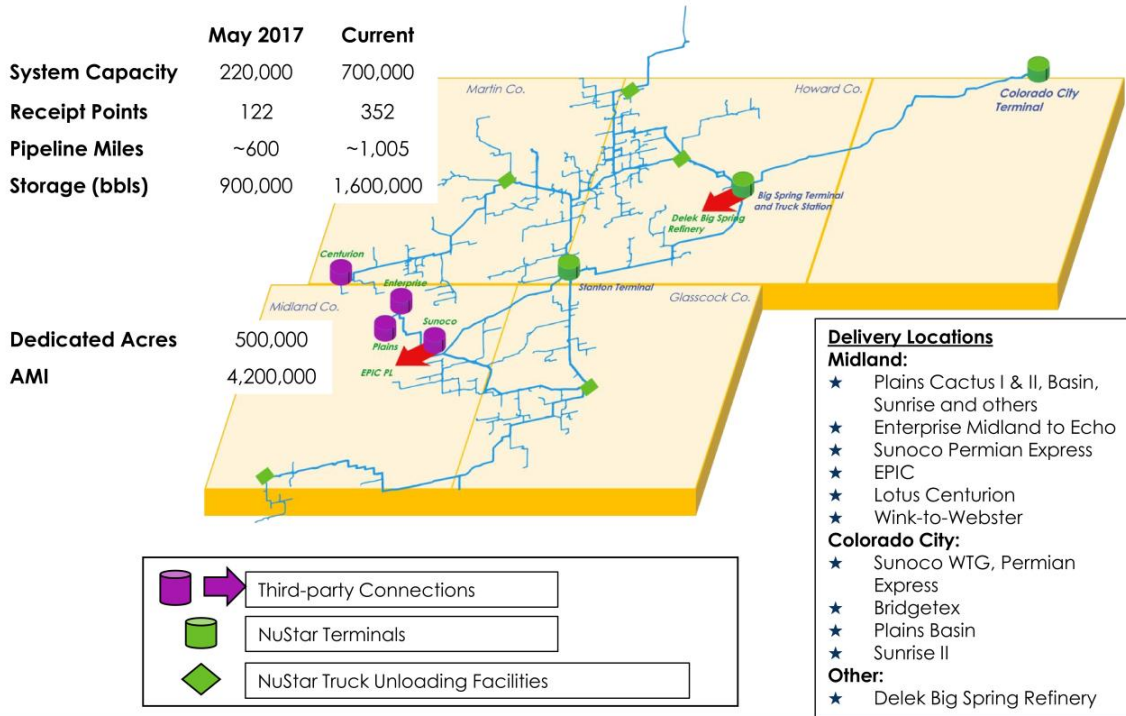 May 2017 Current
System Capacity 220,000 700,000
Receipt Points 122 352
Pipeline Miles ~600 ~1,005
Storage (bbls) 900,000 1,600,000
Dedicated Acres 500,000
AMI 4,200,000
Martin Co.
Howard Co.
Colorado City
Terminal
Big Spring Terminal
and Truck Station
Delek Big Spring
Refinery
Centurion
Enterprise
Stanton Terminal
Midland Co.
Glasscock Co.
Plains
Sunoco
EPIC PL
Third-party Connections
NuStar Terminals
NuStar Truck Unloading Facilities
Delivery Locations
Midland:
★ Plains Cactus I & II, Basin,
Sunrise and others
★ Enterprise Midland to Echo
★ Sunoco Permian Express
★ EPIC
★ Lotus Centurion
★ Wink-to-Webster
Colorado City:
★ Sunoco WTG, Permian
Express
★ Bridgetex
★ Plains Basin
★ Sunrise II
Other:
★ Delek Big Spring Refinery